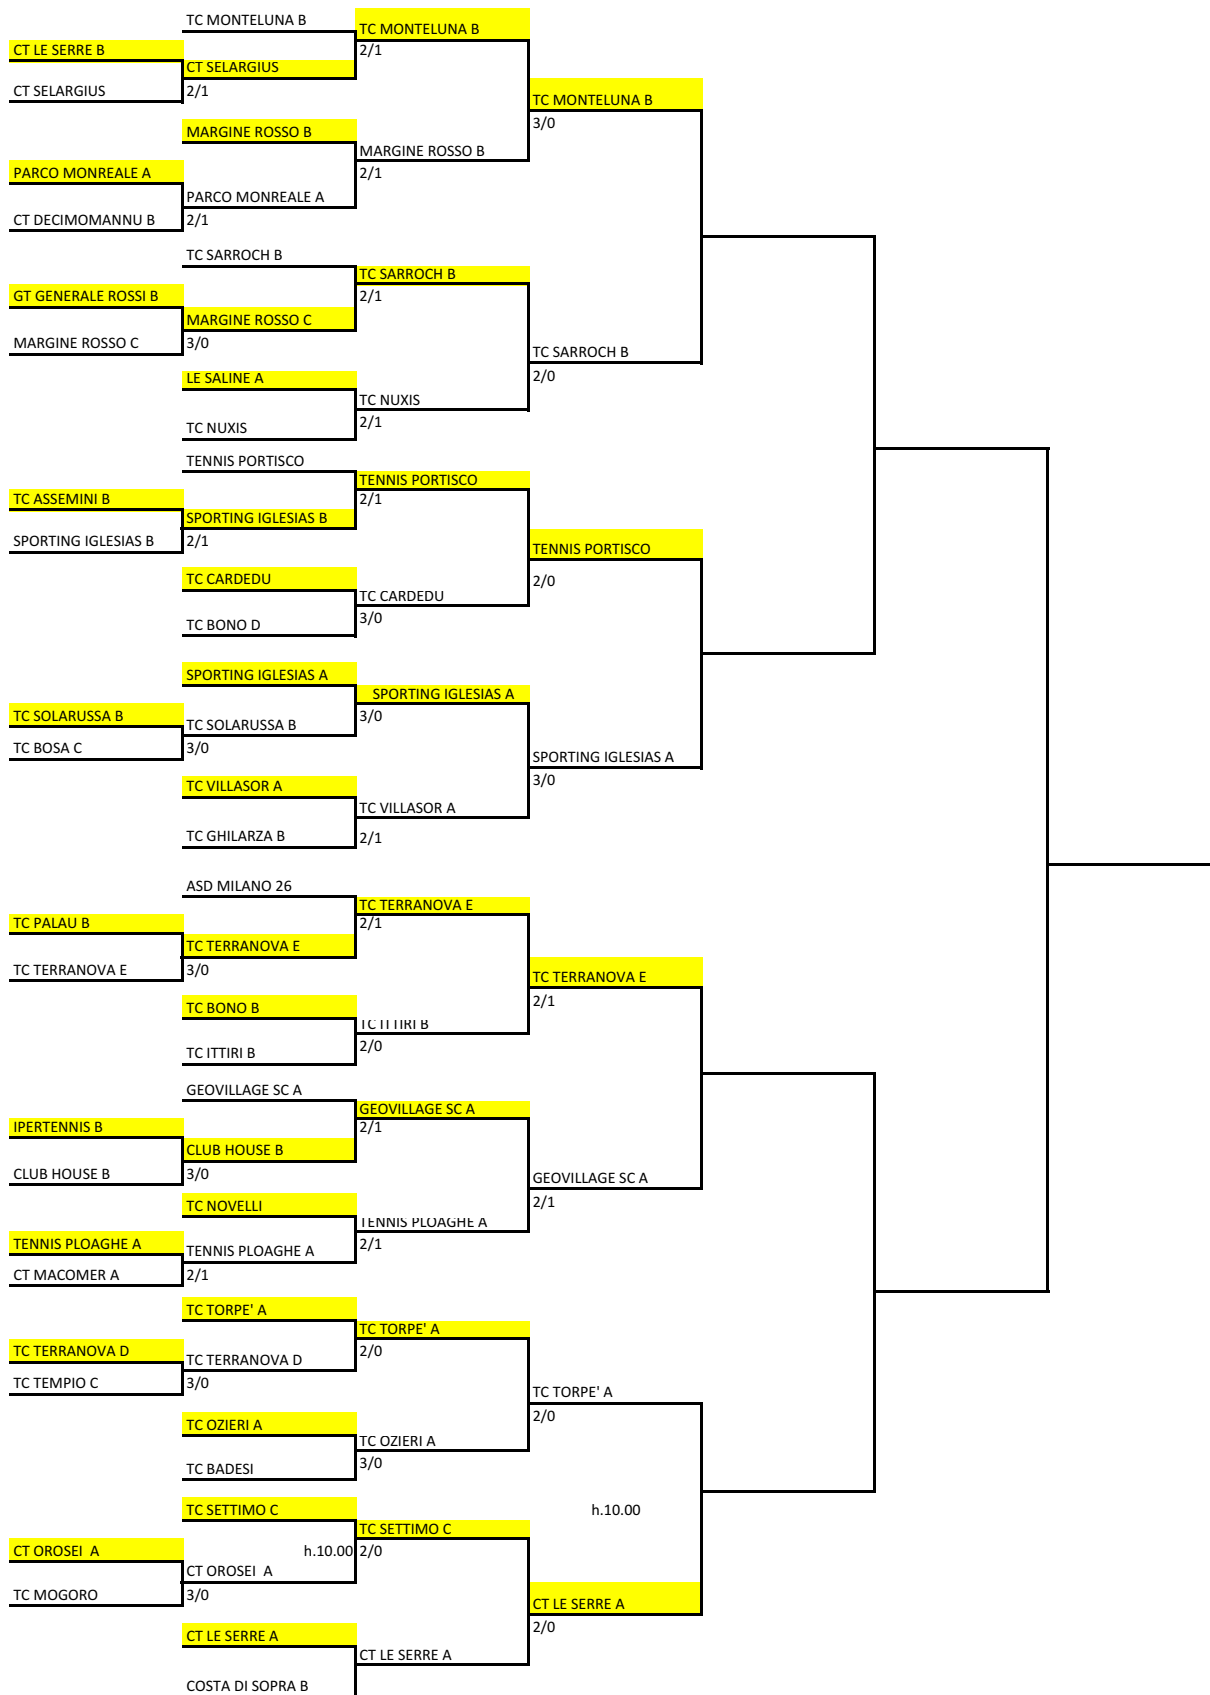 TC MONTELUNA B
TC MONTELUNA B
CT LE SERRE B
2/1
CT SELARGIUS
CT SELARGIUS
2/1
TC MONTELUNA B
3/0
MARGINE ROSSO B
MARGINE ROSSO B
PARCO MONREALE A
2/1
PARCO MONREALE A
CT DECIMOMANNU B
2/1
TC SARROCH B
TC SARROCH B
GT GENERALE ROSSI B
2/1
MARGINE ROSSO C
MARGINE ROSSO C
3/0
TC SARROCH B
2/0
LE SALINE A
TC NUXIS
TC NUXIS
2/1
TENNIS PORTISCO
TENNIS PORTISCO
TC ASSEMINI B
2/1
SPORTING IGLESIAS B
SPORTING IGLESIAS B
2/1
TENNIS PORTISCO
2/0
TC CARDEDU
TC CARDEDU
TC BONO D
3/0
SPORTING IGLESIAS A
SPORTING IGLESIAS A
TC SOLARUSSA B
3/0
TC SOLARUSSA B
TC BOSA C
3/0
SPORTING IGLESIAS A
3/0
TC VILLASOR A
TC VILLASOR A
TC GHILARZA B
2/1
ASD MILANO 26
TC TERRANOVA E
TC PALAU B
2/1
TC TERRANOVA E
TC TERRANOVA E
3/0
TC TERRANOVA E
2/1
TC BONO B
TC ITTIRI B
TC ITTIRI B
2/0
GEOVILLAGE SC A
GEOVILLAGE SC A
IPERTENNIS B
2/1
CLUB HOUSE B
CLUB HOUSE B
3/0
GEOVILLAGE SC A
2/1
TC NOVELLI
TENNIS PLOAGHE A
TENNIS PLOAGHE A
2/1
TENNIS PLOAGHE A
CT MACOMER A
2/1
TC TORPE' A
TC TORPE' A
TC TERRANOVA D
2/0
TC TERRANOVA D
TC TEMPIO C
3/0
TC TORPE' A
2/0
TC OZIERI A
TC OZIERI A
TC BADESI
3/0
TC SETTIMO C
h.10.00
TC SETTIMO C
CT OROSEI  A
h.10.00
2/0
CT OROSEI  A
TC MOGORO
3/0
CT LE SERRE A
2/0
CT LE SERRE A
CT LE SERRE A
COSTA DI SOPRA B